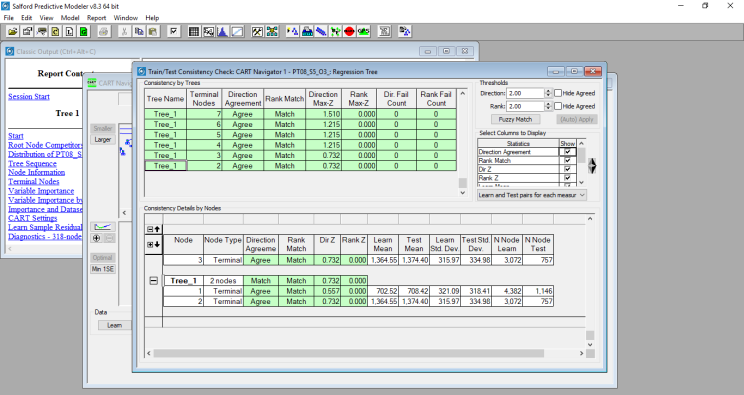 Salford Predictive Modeler v8.3 64 bit
File Edit View Model Report Window Help
Classic Output (Ctrl+Alt+C)
Report Cont
Session Start
Tree 1
Start
Root Node Competitors
Distribution of PT08_S
Tree Sequence
Node Information
Terminal Nodes
Variable Importance
Variable Importance by
Importance and Datase
CART Settings
Learn Sample Residual
Diagnostics - 318-node
CART Navig
Smaller
Larger
Optimal
Min 1SE
Data
Learn
Train/Test Consistency Check: CART Navigator 1 - PT08_S5_O3_: Regression Tree
Consistency by Trees
Tree Name Terminal Nodes Direction Agreement Rank Match Direction Max-Z Rank Max-Z Dir. Fail Count Rank Fail Count
Tree_1 7 Agree Match 1.510 0.000 0 0
Tree_1 6 Agree Match 1.215 0.000 0 0
Tree_1 5 Agree Match 1.215 0.000 0 0
Tree_1 4 Agree Match 1.215 0.000 0 0
Tree_1 3 Agree Match 0.732 0.000 0 0
Tree_1 2 Agree Match 0.732 0.000 0 0
Thresholds
Direction: 2.00 Hide Agreed
Rank: 2.00 Hide Agreed
Fuzzy Match (Auto) Apply
Select Columns to Display
Statistics Show
Direction Agreement
Rank Match
Dir Z
Rank Z
Learn Mean
Learn and Test pairs for each measur
Consistency Details by Nodes
Node Node Type Direction Agreeme Rank Match Dir Z Rank Z Learn Mean Test Mean Learn Std. Dev. Test Std. Dev. N Node Learn N Node Test
3 Terminal Agree Match 0.732 0.000 1,364.55 1,374.40 315.97 334.98 3,072 757
Tree_1 2 nodes Match Match 0.732 0.000
1 Terminal Agree Match 0.557 0.000 702.52 708.42 321.09 318.41 4,382 1,146
2 Terminal Agree Match 0.732 0.000 1,364.55 1,374.40 315.97 334.98 3,072 757